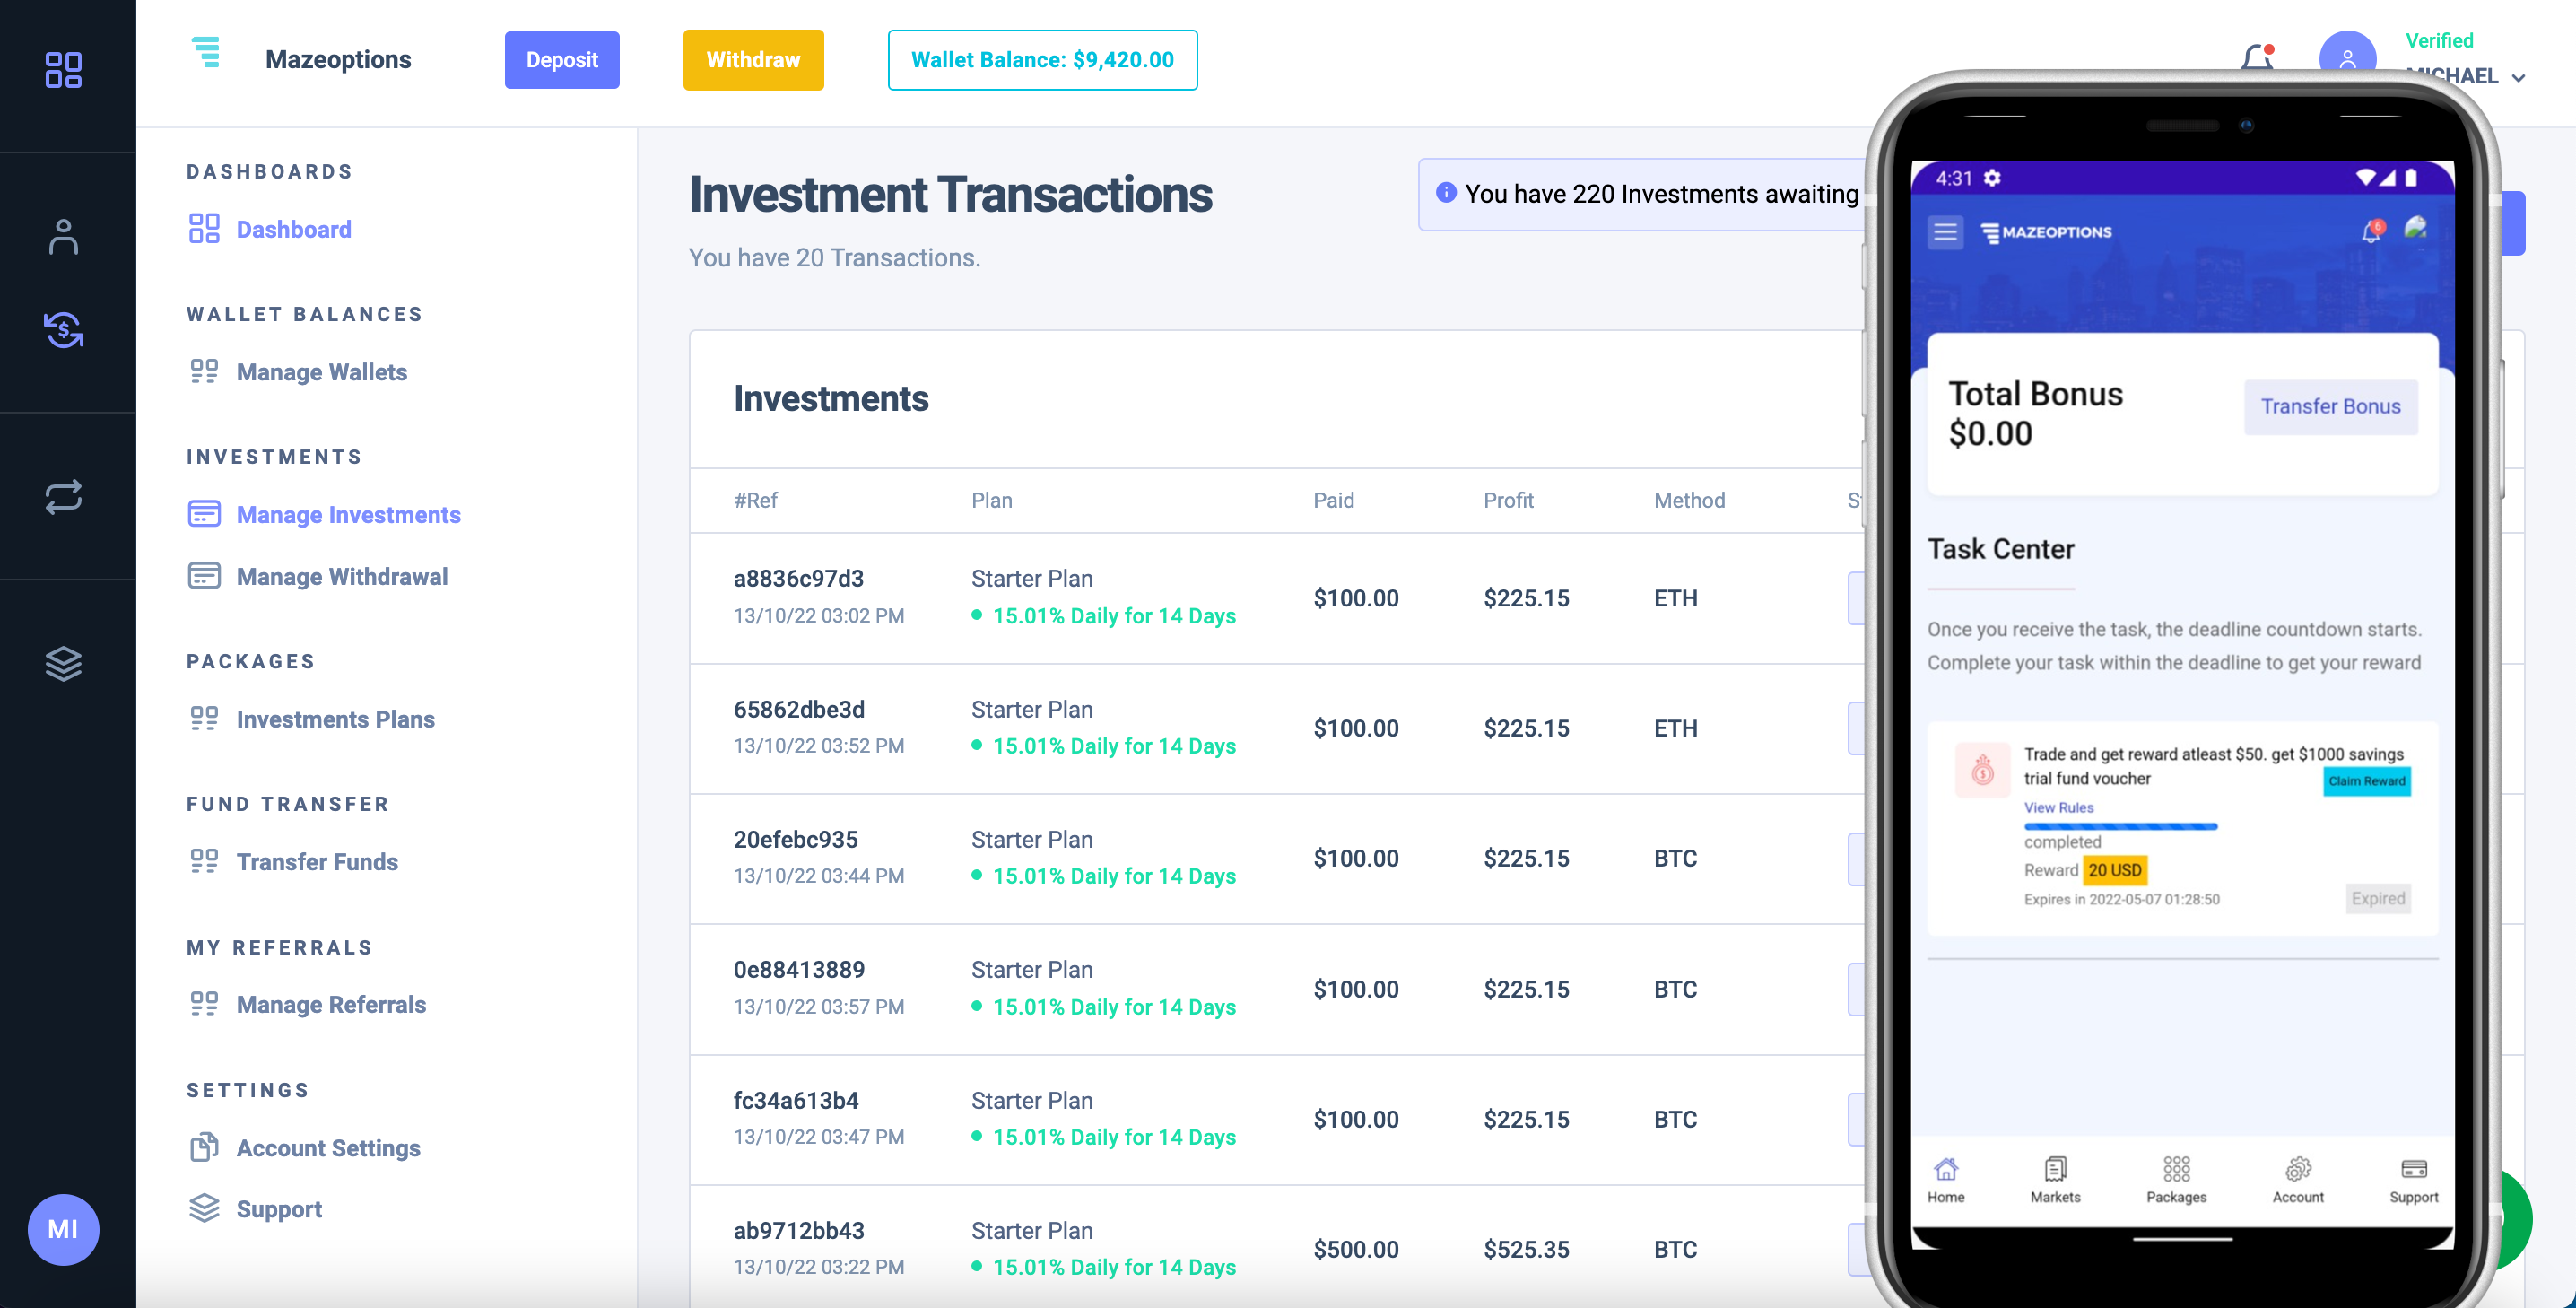 Mazeoptions
Deposit
Withdraw
Wallet Balance: $9,420.00
Verified
DASHBOARDS
Dashboard
WALLET BALANCES
Manage Wallets
INVESTMENTS
Manage Investments
Manage Withdrawal
PACKAGES
Investments Plans
FUND TRANSFER
Transfer Funds
MY REFERRALS
Manage Referrals
SETTINGS
Account Settings
Support
MI
Investment Transactions
You have 20 Transactions.
You have 220 Investments awaiting
Investments
#Ref Plan Paid Profit Method
a8836c97d3 Starter Plan $100.00 $225.15 ETH
13/10/22 03:02 PM 15.01% Daily for 14 Days
65862dbe3d Starter Plan $100.00 $225.15 ETH
13/10/22 03:52 PM 15.01% Daily for 14 Days
20efebc935 Starter Plan $100.00 $225.15 BTC
13/10/22 03:44 PM 15.01% Daily for 14 Days
0e88413889 Starter Plan $100.00 $225.15 BTC
13/10/22 03:57 PM 15.01% Daily for 14 Days
fc34a613b4 Starter Plan $100.00 $225.15 BTC
13/10/22 03:47 PM 15.01% Daily for 14 Days
ab9712bb43 Starter Plan $500.00 $525.35 BTC
13/10/22 03:22 PM 15.01% Daily for 14 Days
4:31
MAZEOPTIONS
6
Total Bonus
$0.00
Transfer Bonus
Task Center
Once you receive the task, the deadline countdown starts.
Complete your task within the deadline to get your reward
Trade and get reward atleast $50. get $1000 savings
trial fund voucher
Claim Reward
View Rules
completed
Reward 20 USD
Expires in 2022-05-07 01:28:50
Expired
Home
Markets
Packages
Account
Support